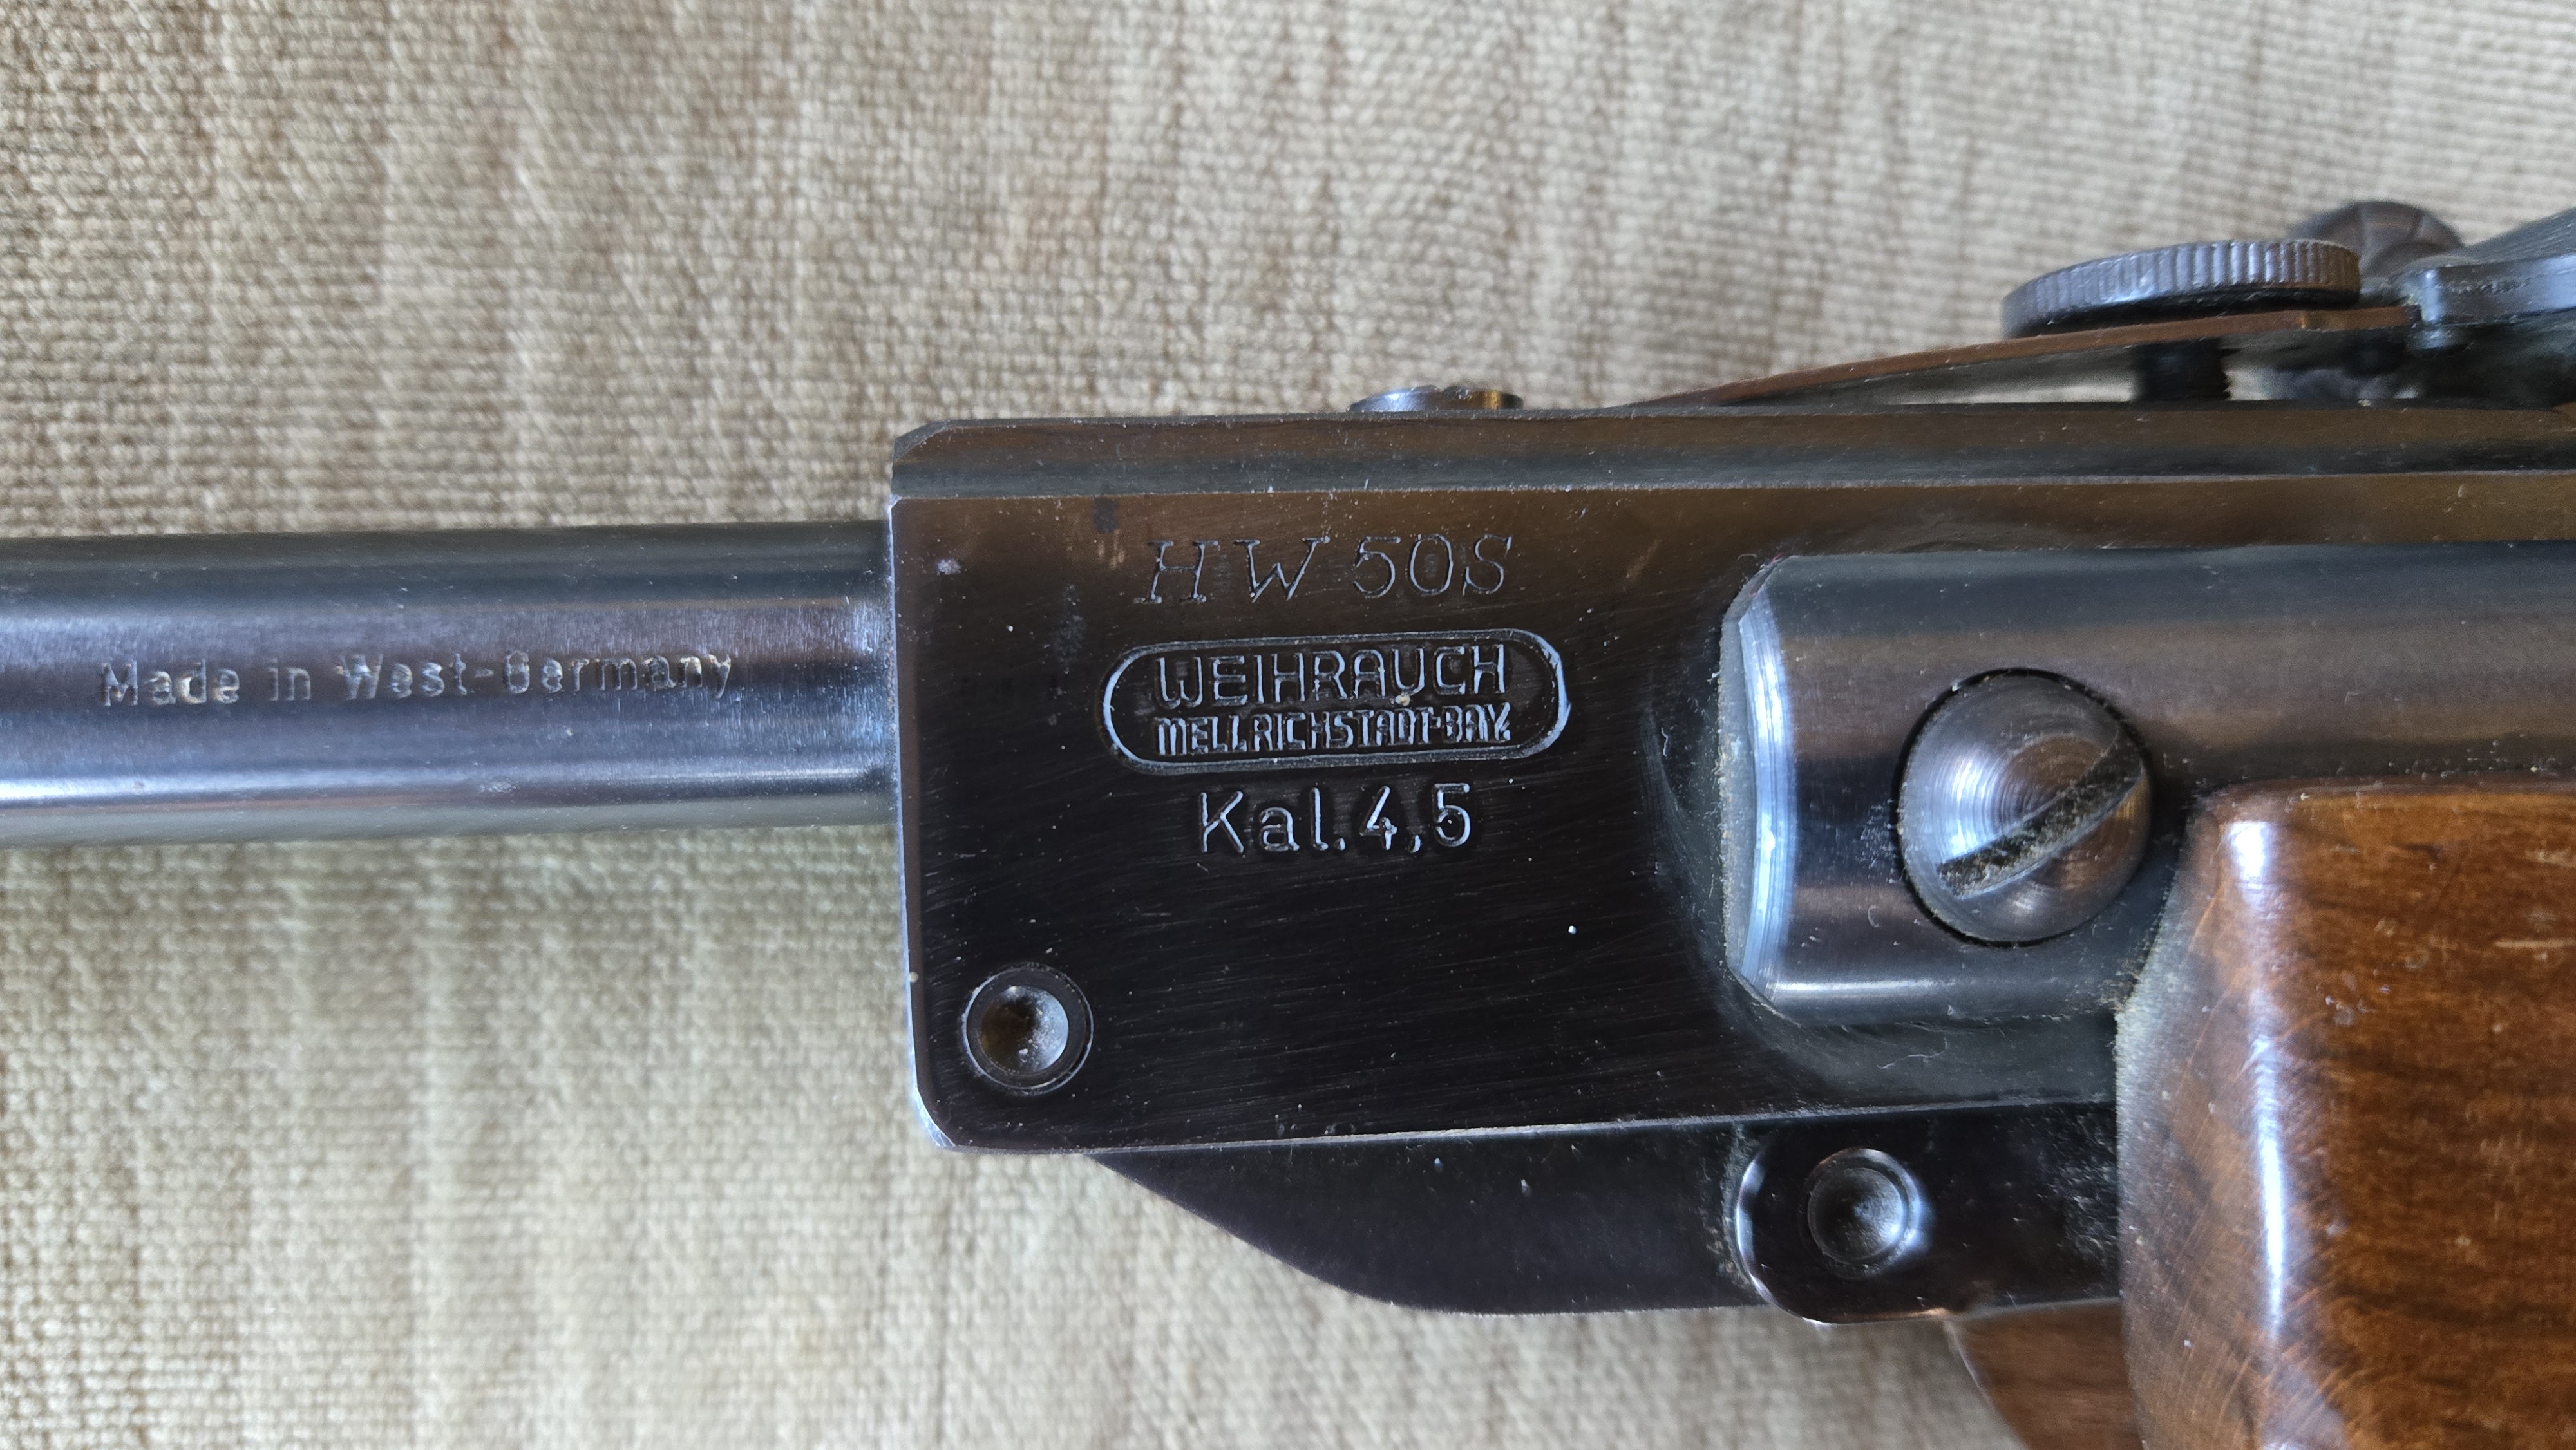 Made in West-Germany
HW 50S
WEIHRAUCH
MELLRICHSTADT-BAY.
Kal.4,5